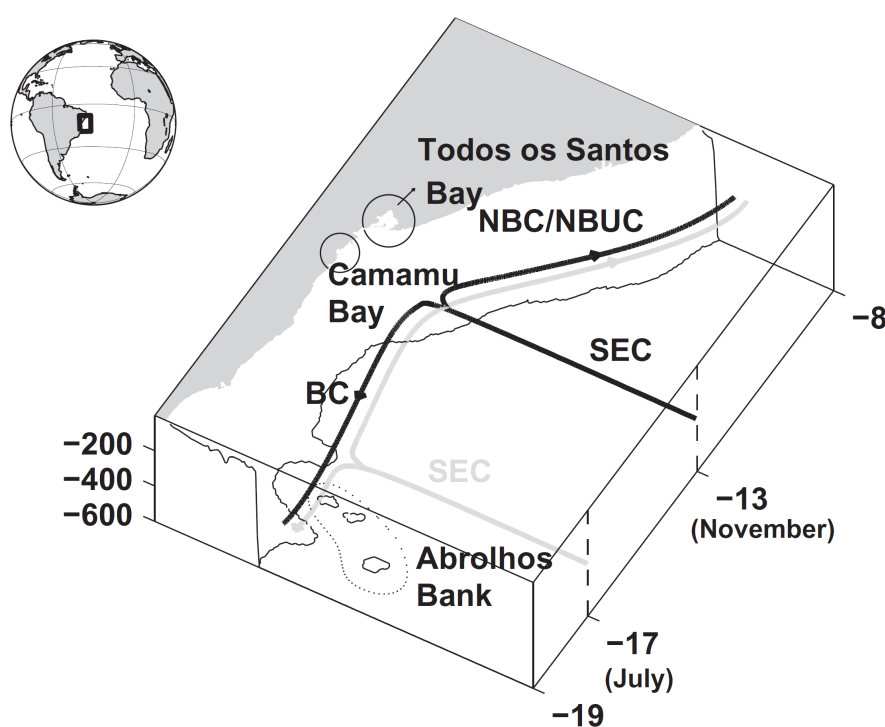 Todos os Santos
Bay
NBC/NBUC
Camamu
Bay
−8
SEC
BC
−200
−400
−600
SEC
−13
(November)
Abrolhos
Bank
−17
(July)
−19